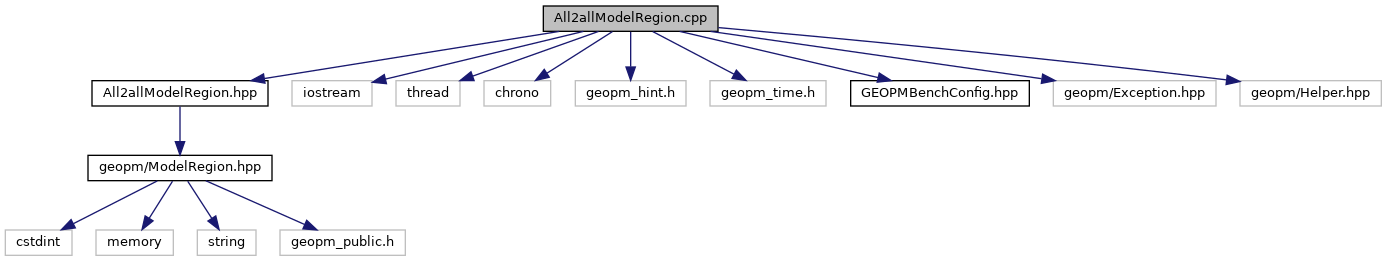 All2allModelRegion.cpp
All2allModelRegion.hpp
iostream
thread
chrono
geopm_hint.h
geopm_time.h
GEOPMBenchConfig.hpp
geopm/Exception.hpp
geopm/Helper.hpp
geopm/ModelRegion.hpp
cstdint
memory
string
geopm_public.h